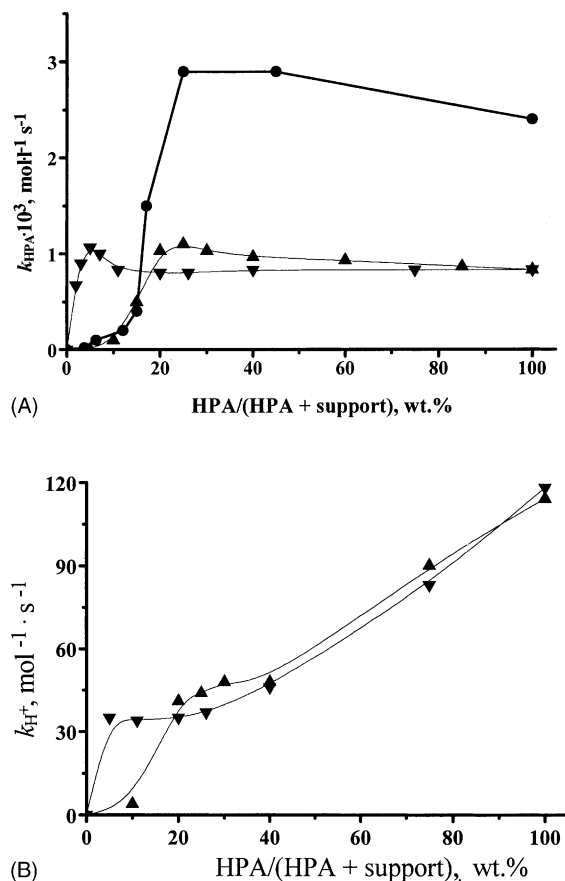 3
2
1
0
k_HPA·10³, mol·l⁻¹ s⁻¹
0 20 40 60 80 100
(A)
HPA/(HPA + support), wt.%
120
90
60
30
0
k_H⁺, mol⁻¹ · s⁻¹
0 20 40 60 80 100
(B)
HPA/(HPA + support), wt.%